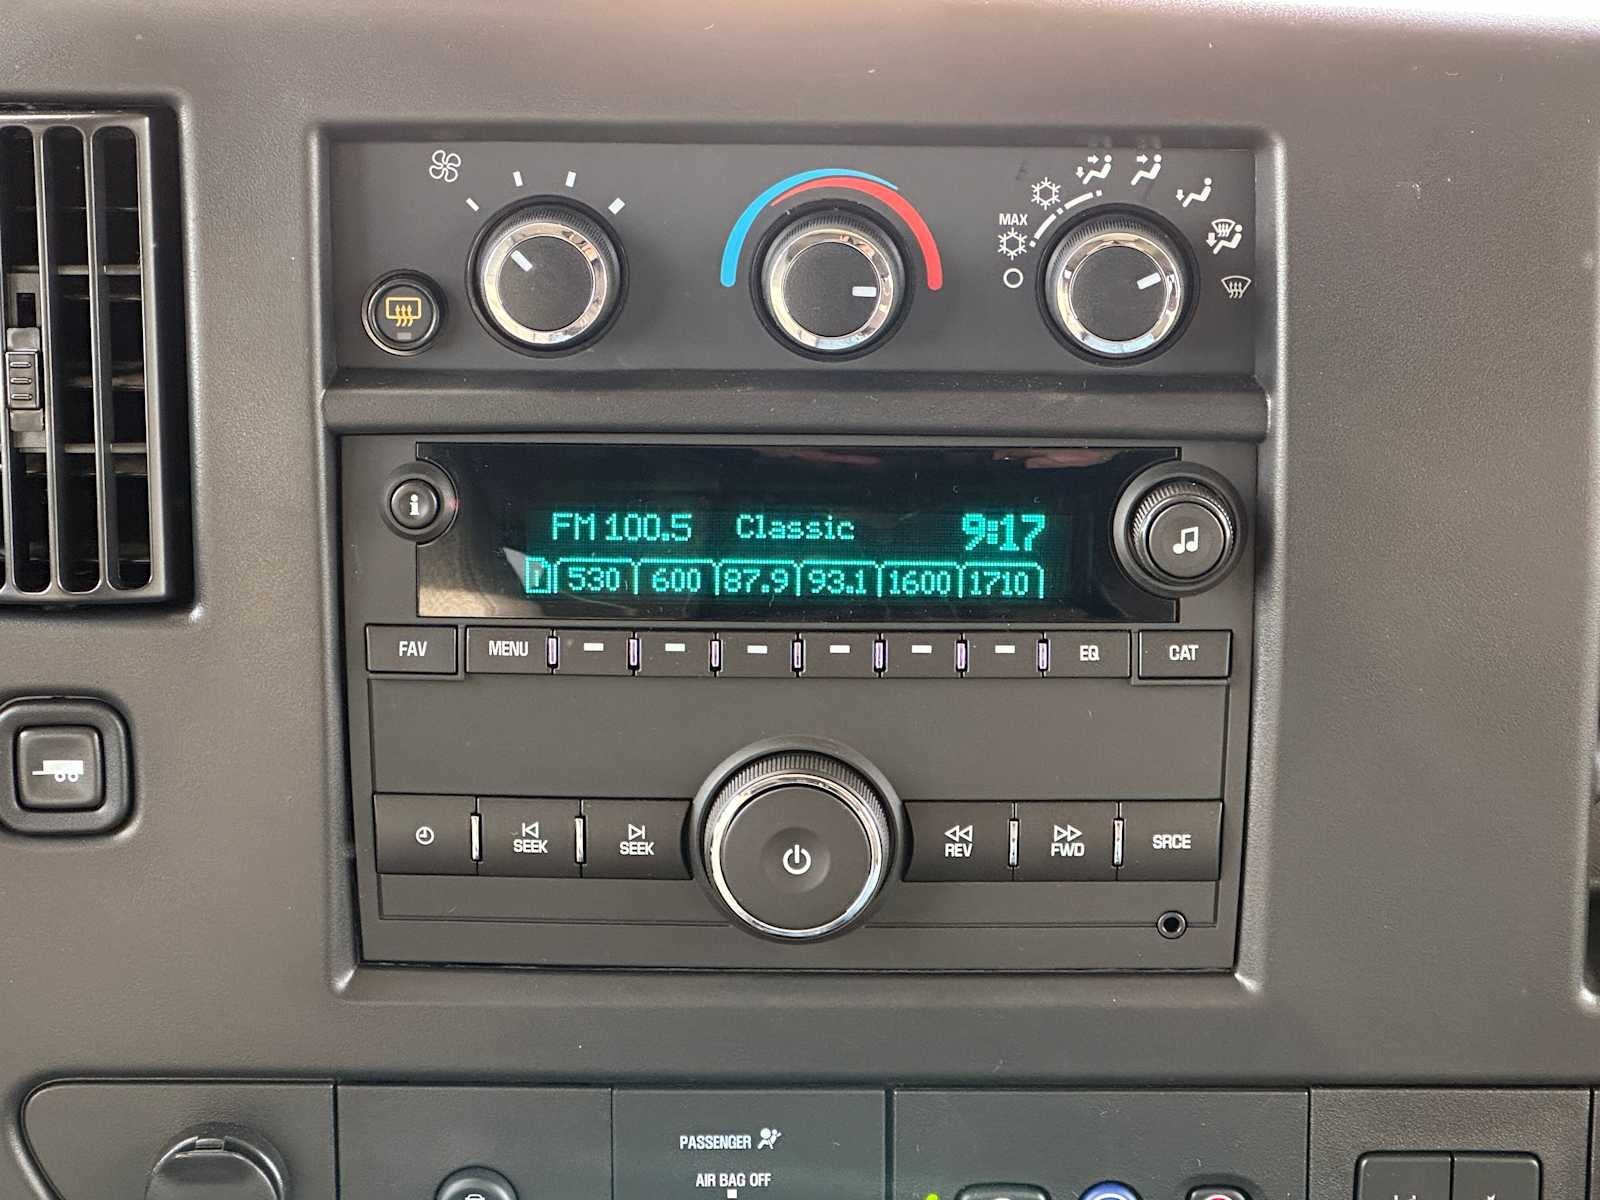 MAX
FM 100.5 Classic 9:17
1 530 600 87.9 93.1 1600 1710
FAV MENU EQ CAT
SEEK SEEK REV FWD SRCE
PASSENGER
AIR BAG OFF